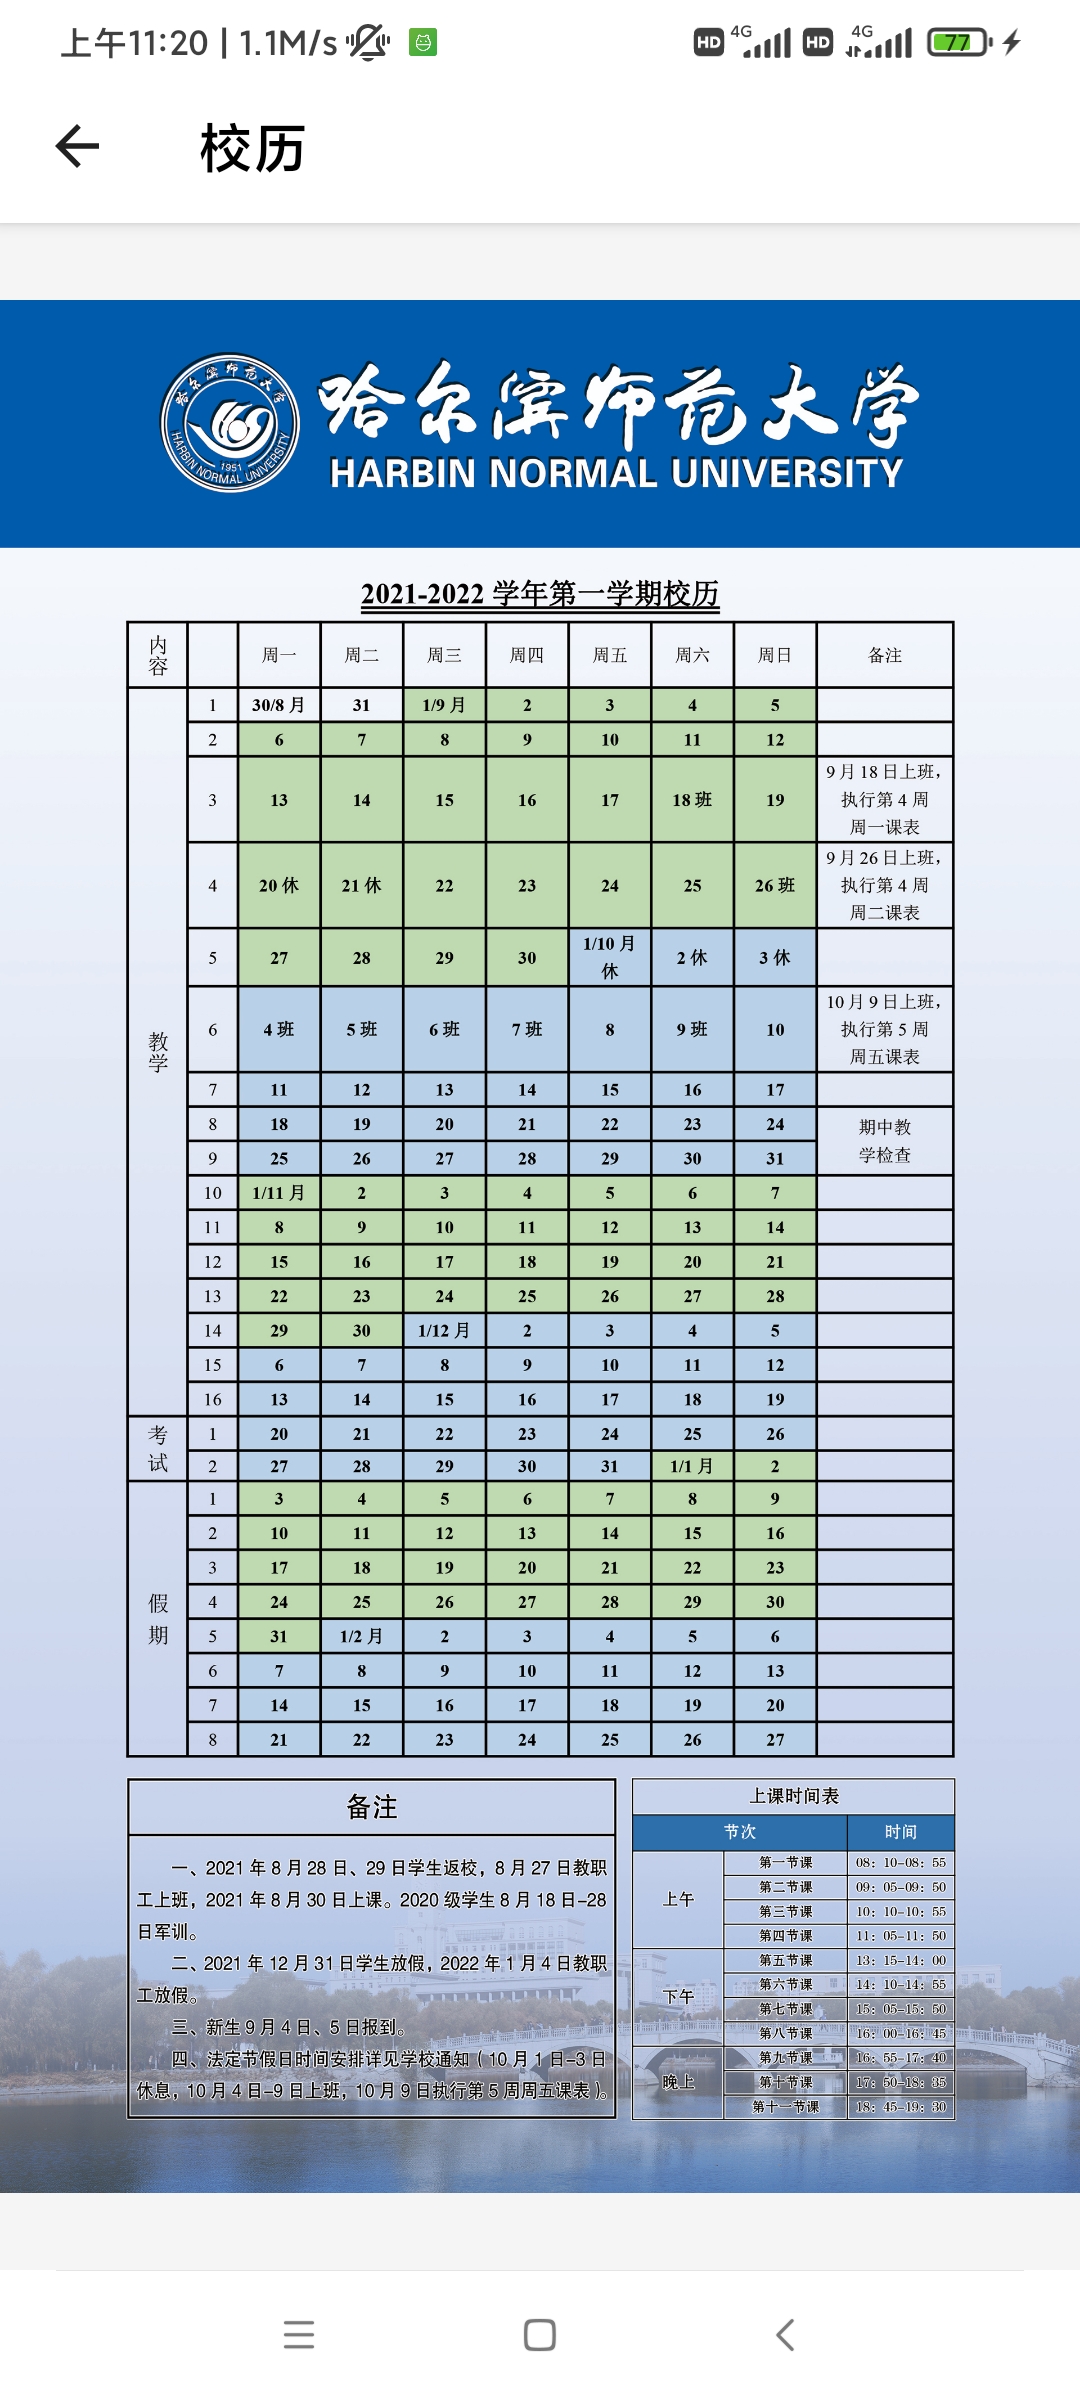 上午11:20 | 1.1M/s
HD 4G HD 4G 77
校历
哈尔滨师范大学
1951
HARBIN NORMAL UNIVERSITY
哈尔滨师范大学
HARBIN NORMAL UNIVERSITY
2021-2022 学年第一学期校历
内容 周一 周二 周三 周四 周五 周六 周日 备注
教学
1 30/8 月 31 1/9 月 2 3 4 5
2 6 7 8 9 10 11 12
3 13 14 15 16 17 18 班 19 9 月 18 日上班，
执行第 4 周
周一课表
4 20 休 21 休 22 23 24 25 26 班 9 月 26 日上班，
执行第 4 周
周二课表
5 27 28 29 30 1/10 月 休 2 休 3 休
6 4 班 5 班 6 班 7 班 8 9 班 10 10 月 9 日上班，
执行第 5 周
周五课表
7 11 12 13 14 15 16 17
8 18 19 20 21 22 23 24 期中教
9 25 26 27 28 29 30 31 学检查
10 1/11 月 2 3 4 5 6 7
11 8 9 10 11 12 13 14
12 15 16 17 18 19 20 21
13 22 23 24 25 26 27 28
14 29 30 1/12 月 2 3 4 5
15 6 7 8 9 10 11 12
16 13 14 15 16 17 18 19
考试
1 20 21 22 23 24 25 26
2 27 28 29 30 31 1/1 月 2
假期
1 3 4 5 6 7 8 9
2 10 11 12 13 14 15 16
3 17 18 19 20 21 22 23
4 24 25 26 27 28 29 30
5 31 1/2 月 2 3 4 5 6
6 7 8 9 10 11 12 13
7 14 15 16 17 18 19 20
8 21 22 23 24 25 26 27
备注
一、2021 年 8 月 28 日、29 日学生返校，8 月 27 日教职
工上班，2021 年 8 月 30 日上课。2020 级学生 8 月 18 日-28
日军训。
二、2021 年 12 月 31 日学生放假，2022 年 1 月 4 日教职
工放假。
三、新生 9 月 4 日、5 日报到。
四、法定节假日时间安排详见学校通知（10 月 1 日-3 日
休息，10 月 4 日-9 日上班，10 月 9 日执行第 5 周周五课表）。
上课时间表
节次 时间
上午
第一节课 08：10-08：55
第二节课 09：05-09：50
第三节课 10：10-10：55
第四节课 11：05-11：50
下午
第五节课 13：15-14：00
第六节课 14：10-14：55
第七节课 15：05-15：50
第八节课 16：00-16：45
晚上
第九节课 16：55-17：40
第十节课 17：50-18：35
第十一节课 18：45-19：30